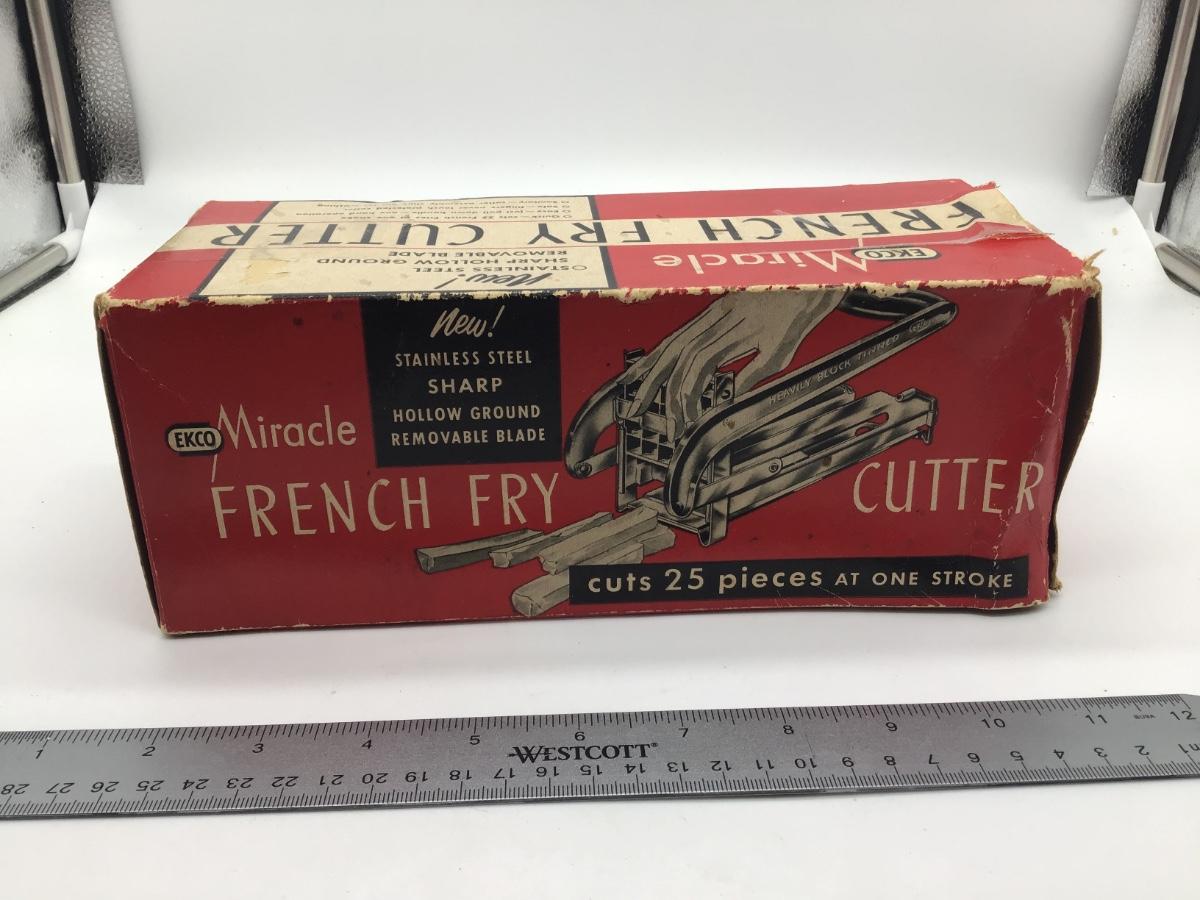 FRENCH FRY CUTTER
EKCO Miracle
New!
STAINLESS STEEL
SHARP HOLLOW GROUND
REMOVABLE BLADE
New!
STAINLESS STEEL
SHARP
HOLLOW GROUND
REMOVABLE BLADE
HEAVILY BLOCK TINNED
EKCO Miracle
FRENCH FRY CUTTER
cuts 25 pieces AT ONE STROKE
1 2 3 4 5 6 7 8 9 10 11 12
WESTCOTT®
28 27 26 25 24 23 22 21 20 19 18 17 16 15 14 13 12 11 10 9 8 7 6 5 4 3 2 1